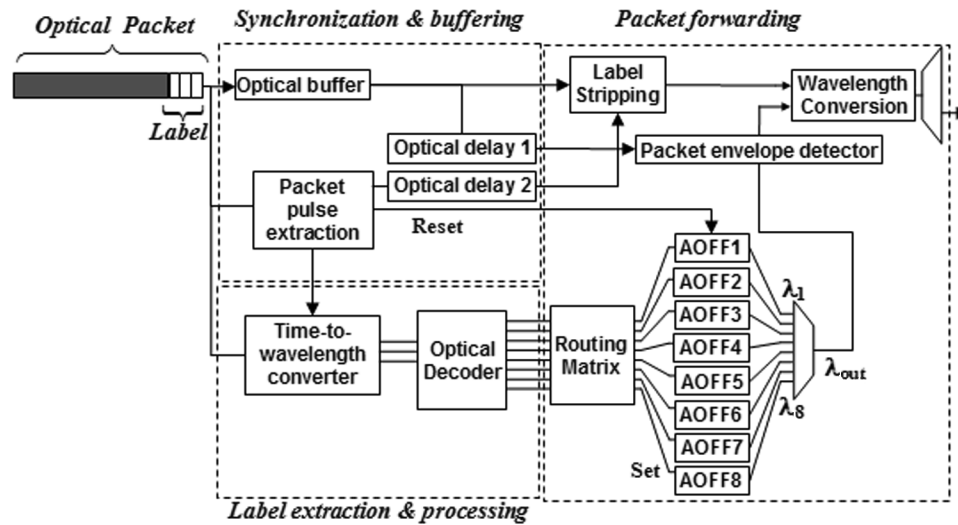 Optical Packet
Synchronization & buffering
Packet forwarding
Label
Optical buffer
Label
Stripping
Wavelength
Conversion
Optical delay 1
Packet envelope detector
Optical delay 2
Packet
pulse
extraction
Reset
AOFF1
AOFF2
AOFF3
AOFF4
AOFF5
AOFF6
AOFF7
AOFF8
λ1
λout
λ8
Time-to-
wavelength
converter
Optical
Decoder
Routing
Matrix
Set
Label extraction & processing